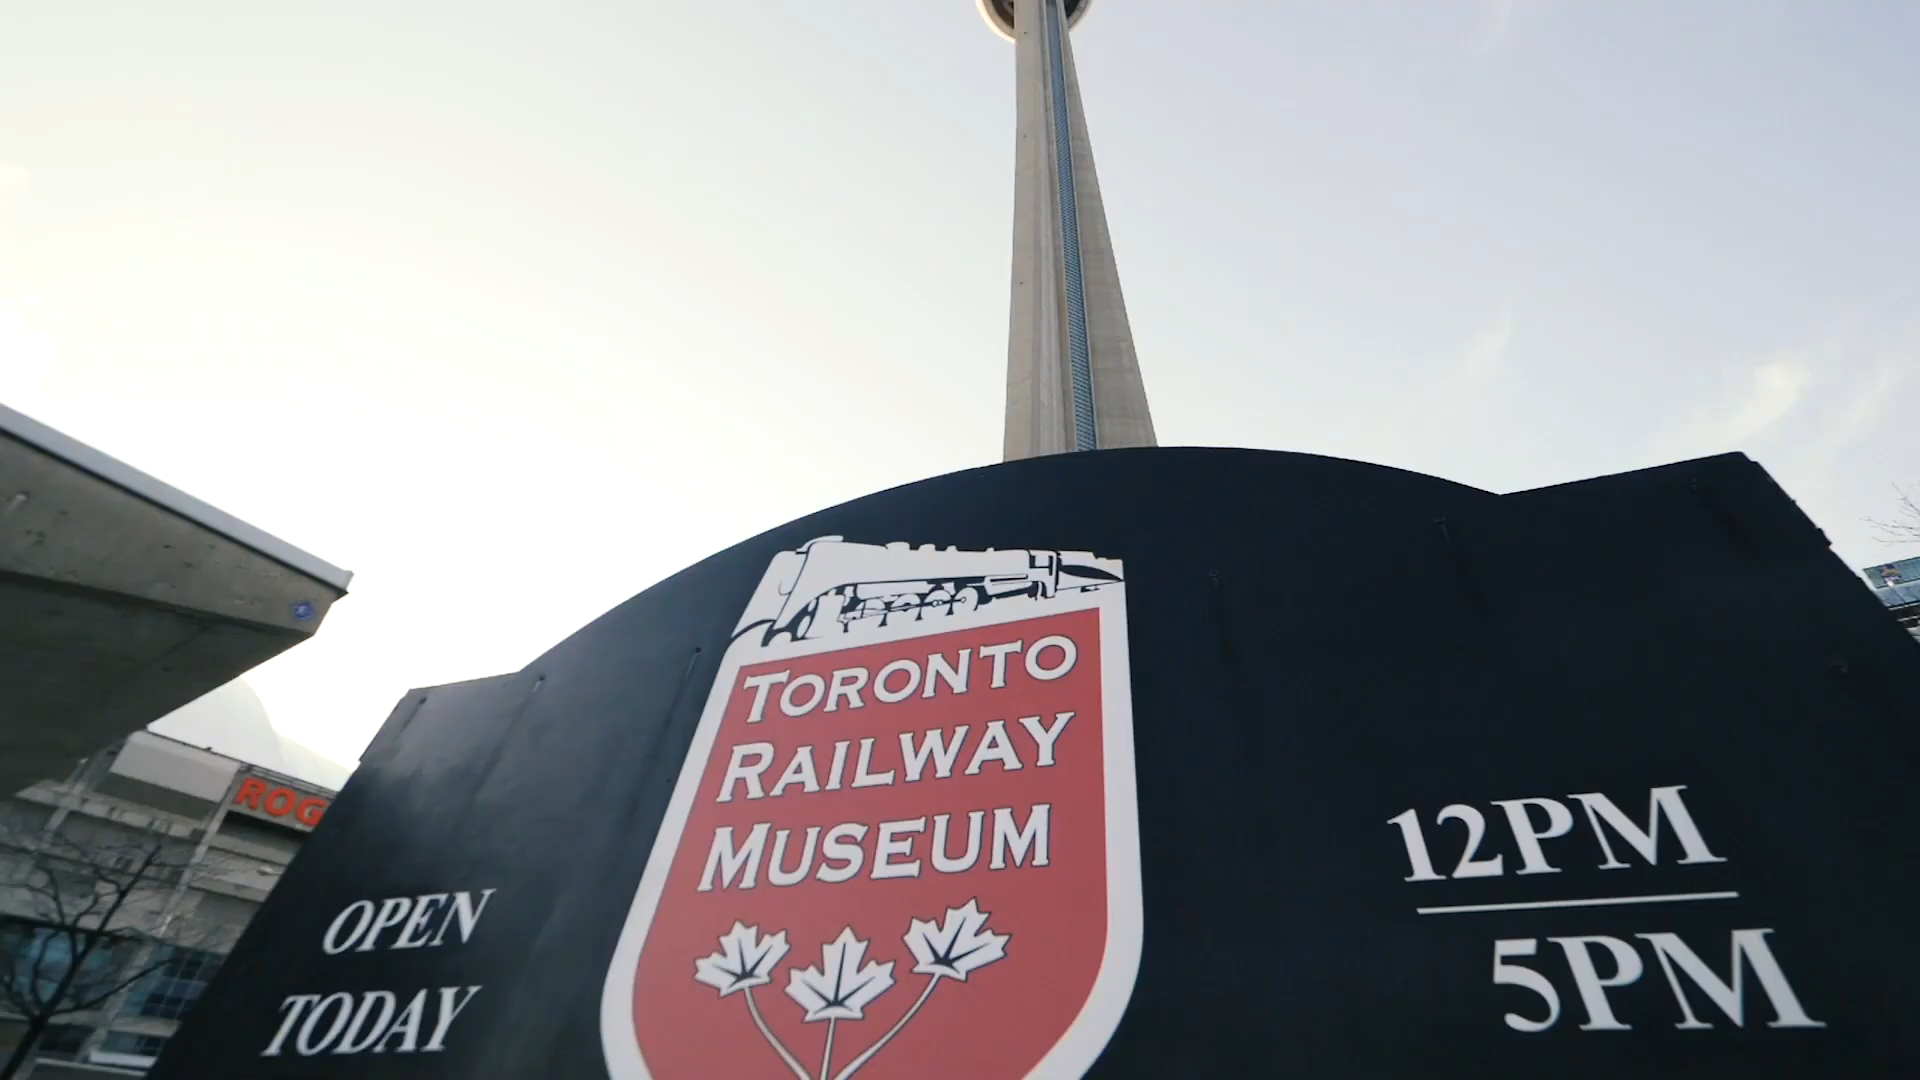 TORONTO
RAILWAY
MUSEUM
OPEN
TODAY
12PM
5PM
ROG